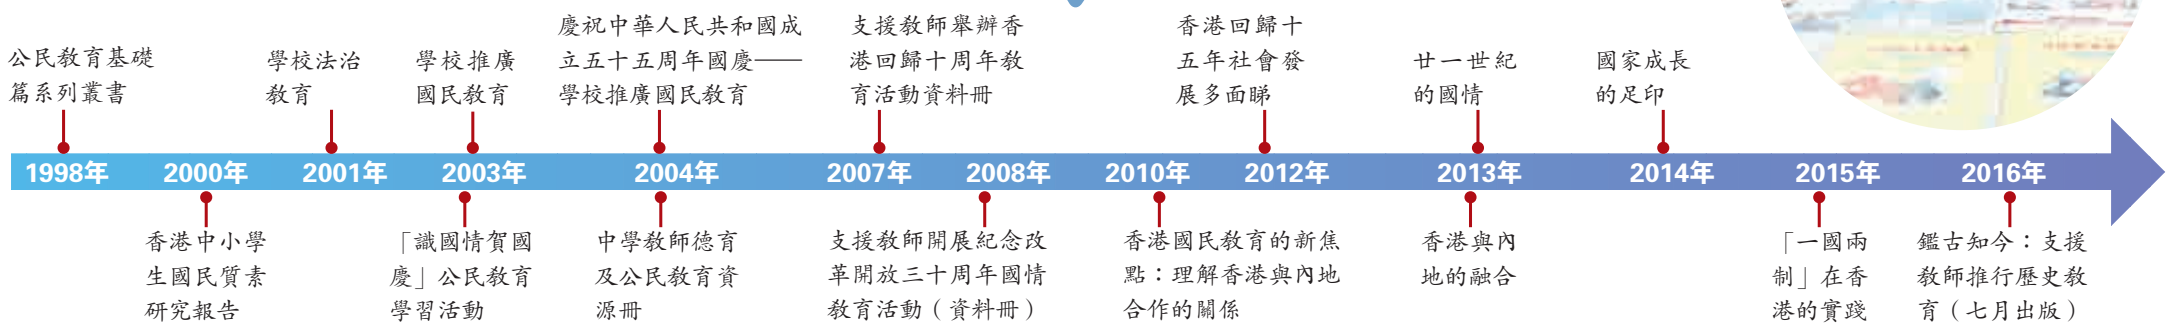 公民教育基礎
篇系列叢書
學校法治
教育
學校推廣
國民教育
慶祝中華人民共和國成
立五十五周年國慶——
學校推廣國民教育
支援教師舉辦香
港回歸十周年教
育活動資料冊
香港回歸十
五年社會發
展多面睇
廿一世紀
的國情
國家成長
的足印
1998年
2000年
2001年
2003年
2004年
2007年
2008年
2010年
2012年
2013年
2014年
2015年
2016年
香港中小學
生國民質素
研究報告
「識國情賀國
慶」公民教育
學習活動
中學教師德育
及公民教育資
源冊
支援教師開展紀念改
革開放三十周年國情
教育活動（資料冊）
香港國民教育的新焦
點：理解香港與內地
合作的關係
香港與內
地的融合
「一國兩
制」在香
港的實踐
鑑古知今：支援
教師推行歷史教
育（七月出版）